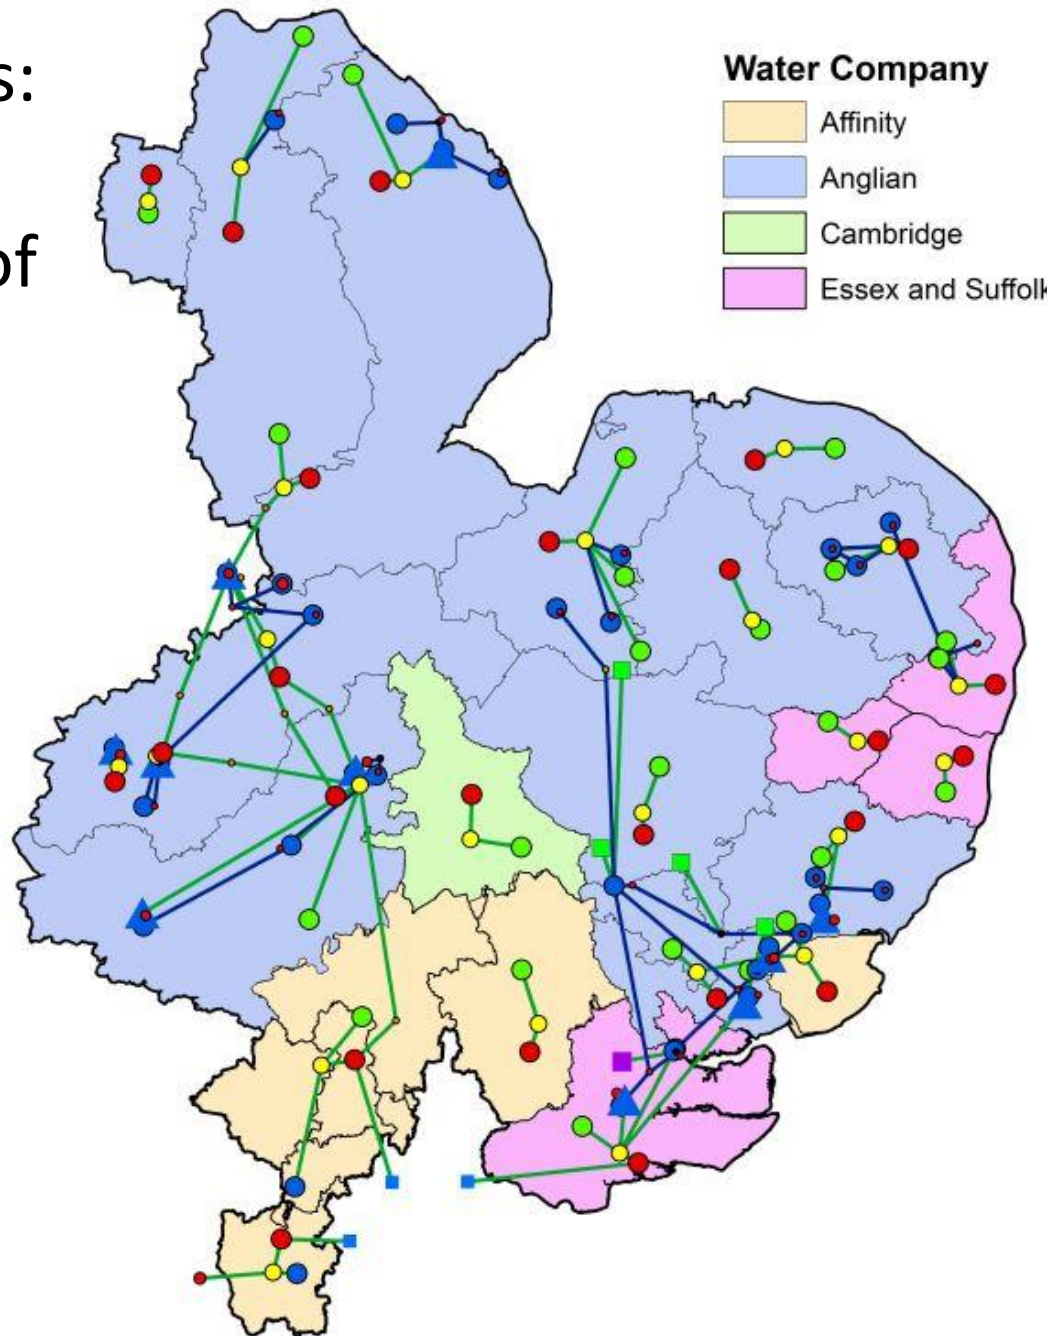 s:
of
Water Company
Affinity
Anglian
Cambridge
Essex and Suffolk